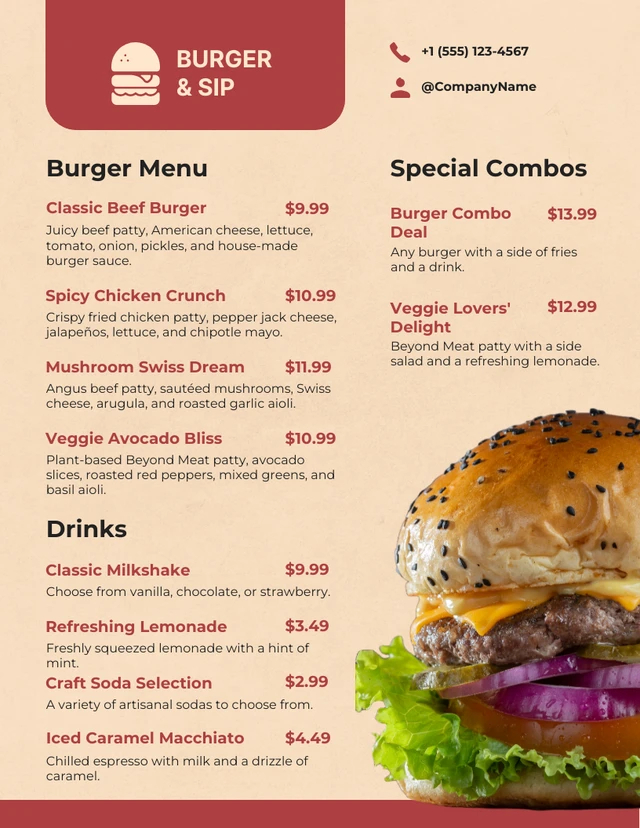 BURGER
& SIP
+1 (555) 123-4567
@CompanyName
Burger Menu
Classic Beef Burger $9.99
Juicy beef patty, American cheese, lettuce,
tomato, onion, pickles, and house-made
burger sauce.
Spicy Chicken Crunch $10.99
Crispy fried chicken patty, pepper jack cheese,
jalapeños, lettuce, and chipotle mayo.
Mushroom Swiss Dream $11.99
Angus beef patty, sautéed mushrooms, Swiss
cheese, arugula, and roasted garlic aioli.
Veggie Avocado Bliss $10.99
Plant-based Beyond Meat patty, avocado
slices, roasted red peppers, mixed greens, and
basil aioli.
Drinks
Classic Milkshake $9.99
Choose from vanilla, chocolate, or strawberry.
Refreshing Lemonade $3.49
Freshly squeezed lemonade with a hint of
mint.
Craft Soda Selection $2.99
A variety of artisanal sodas to choose from.
Iced Caramel Macchiato $4.49
Chilled espresso with milk and a drizzle of
caramel.
Special Combos
Burger Combo $13.99
Deal
Any burger with a side of fries
and a drink.
Veggie Lovers' $12.99
Delight
Beyond Meat patty with a side
salad and a refreshing lemonade.